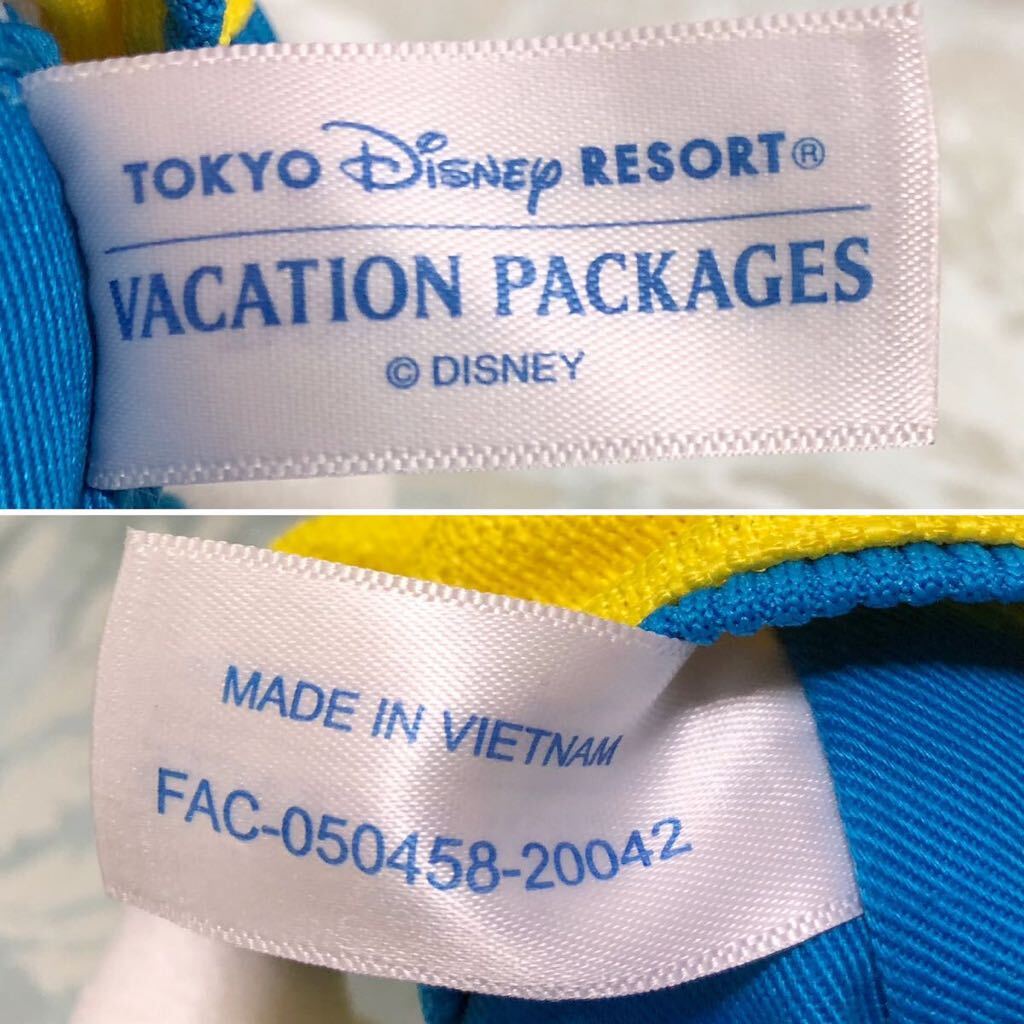 TOKYO DISNEY RESORT®
VACATION PACKAGES
© DISNEY
MADE IN VIETNAM
FAC-050458-20042